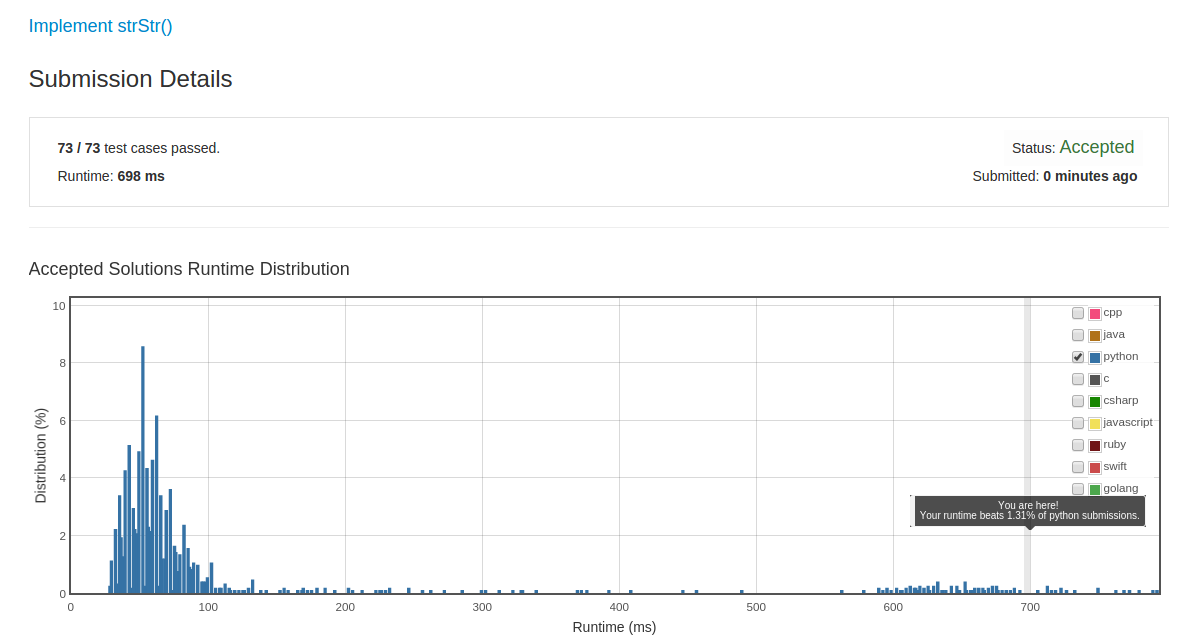 Implement strStr()
Submission Details
73 / 73 test cases passed.
Status: Accepted
Runtime: 698 ms
Submitted: 0 minutes ago
Accepted Solutions Runtime Distribution
10
8
6
4
2
0
Distribution (%)
cpp
java
python
c
csharp
javascript
ruby
swift
golang
You are here!
Your runtime beats 1.31% of python submissions.
0 100 200 300 400 500 600 700
Runtime (ms)